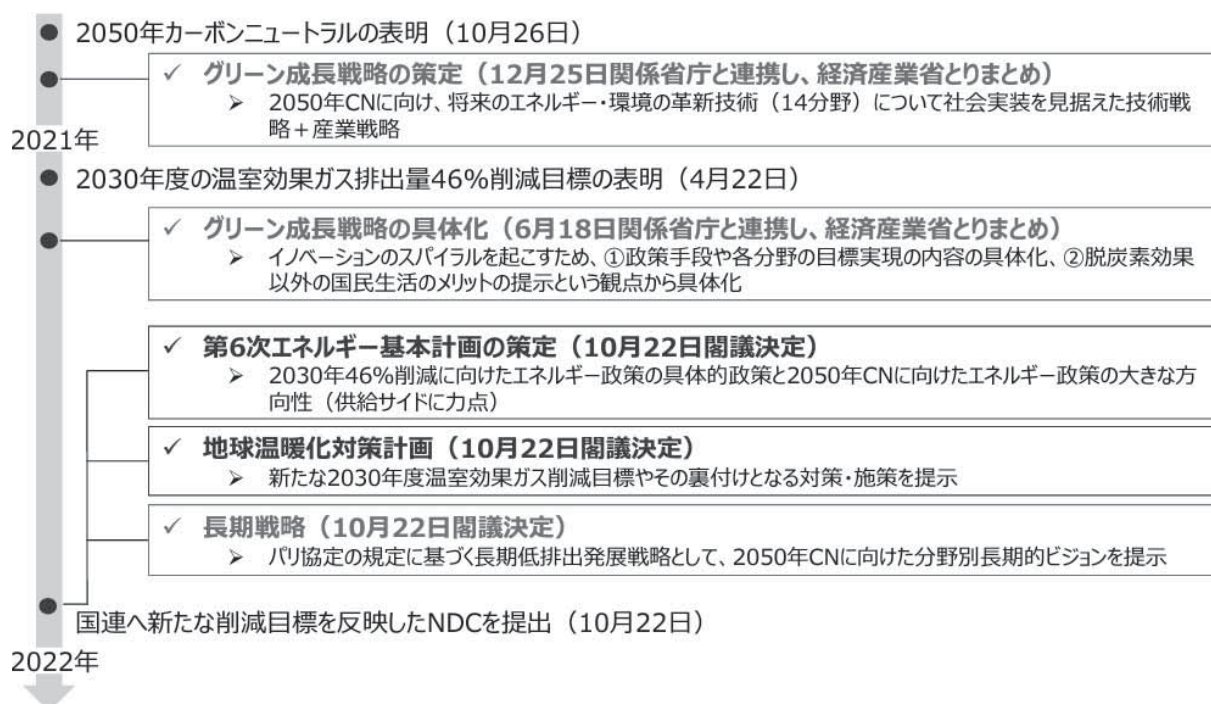 2050年カーボンニュートラルの表明（10月26日）
✓ グリーン成長戦略の策定（12月25日関係省庁と連携し、経済産業省とりまとめ）
➢ 2050年CNに向け、将来のエネルギー・環境の革新技術（14分野）について社会実装を見据えた技術戦
略＋産業戦略
2021年
2030年度の温室効果ガス排出量46%削減目標の表明（4月22日）
✓ グリーン成長戦略の具体化（6月18日関係省庁と連携し、経済産業省とりまとめ）
➢ イノベーションのスパイラルを起こすため、①政策手段や各分野の目標実現の内容の具体化、②脱炭素効果
以外の国民生活のメリットの提示という観点から具体化
✓ 第6次エネルギー基本計画の策定（10月22日閣議決定）
➢ 2030年46%削減に向けたエネルギー政策の具体的政策と2050年CNに向けたエネルギー政策の大きな方
向性（供給サイドに力点）
✓ 地球温暖化対策計画（10月22日閣議決定）
➢ 新たな2030年度温室効果ガス削減目標やその裏付けとなる対策・施策を提示
✓ 長期戦略（10月22日閣議決定）
➢ パリ協定の規定に基づく長期低排出発展戦略として、2050年CNに向けた分野別長期的ビジョンを提示
国連へ新たな削減目標を反映したNDCを提出（10月22日）
2022年